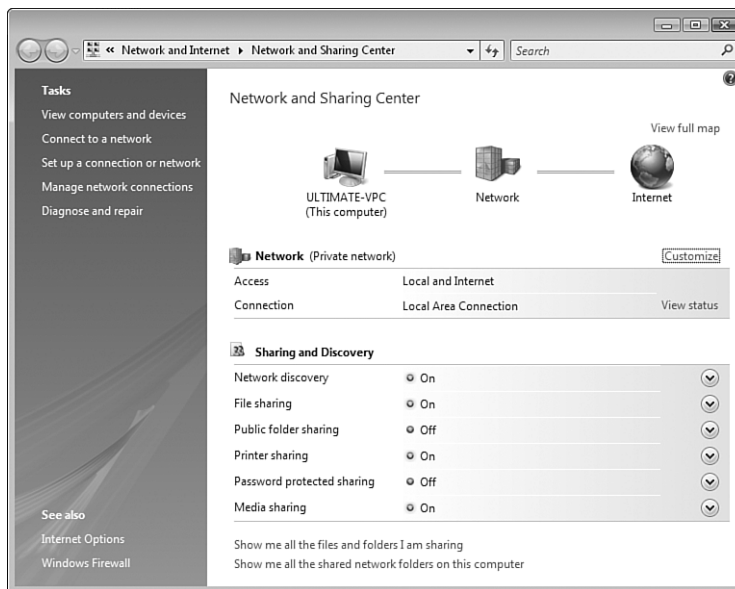 « Network and Internet ▸ Network and Sharing Center
Search
Tasks
View computers and devices
Connect to a network
Set up a connection or network
Manage network connections
Diagnose and repair
See also
Internet Options
Windows Firewall
Network and Sharing Center
View full map
ULTIMATE-VPC
(This computer)
Network
Internet
Network (Private network)
Customize
Access Local and Internet
Connection Local Area Connection View status
Sharing and Discovery
Network discovery On
File sharing On
Public folder sharing Off
Printer sharing On
Password protected sharing Off
Media sharing On
Show me all the files and folders I am sharing
Show me all the shared network folders on this computer